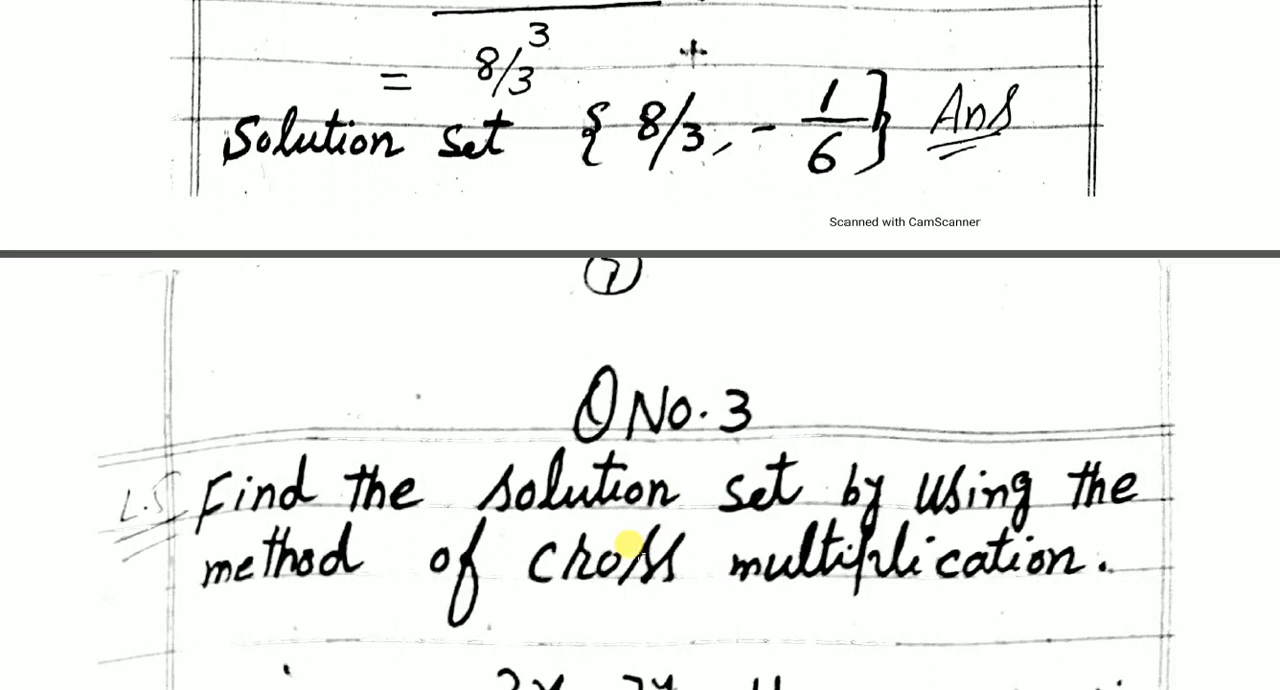 = 8/3 3
Solution set { 8/3, - 1/6 } Ans
Scanned with CamScanner
7
Q No. 3
L.S Find the solution set by using the
method of cross multiplication.